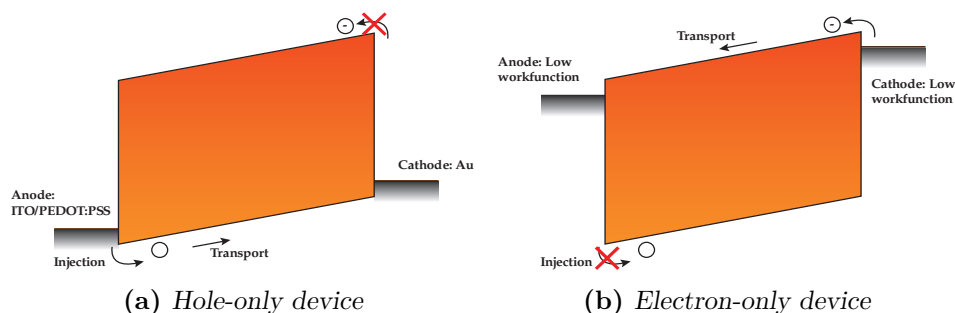 -
Cathode: Au
Anode:
ITO/PEDOT:PSS
Injection
Transport
(a) Hole-only device
-
Transport
Anode: Low
workfunction
Cathode: Low
workfunction
Injection
(b) Electron-only device